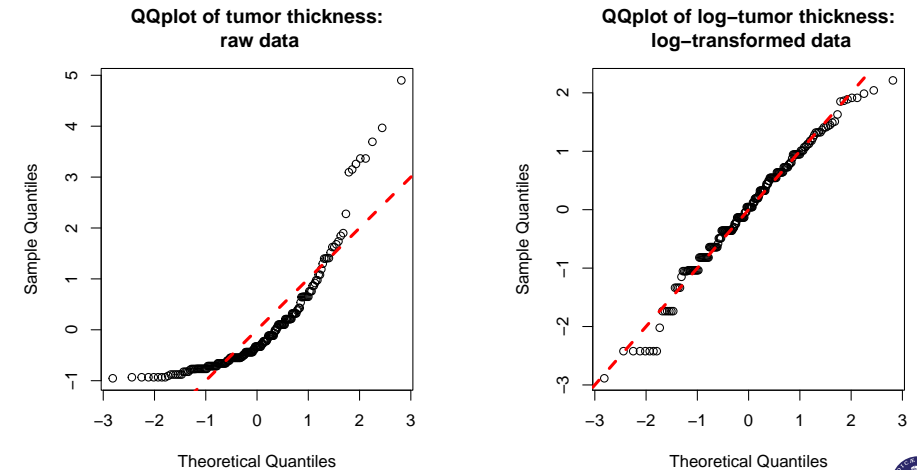 QQplot of tumor thickness:
raw data
5
4
3
2
1
0
−1
Sample Quantiles
−3 −2 −1 0 1 2 3
Theoretical Quantiles
QQplot of log−tumor thickness:
log−transformed data
2
1
0
−1
−2
−3
Sample Quantiles
−3 −2 −1 0 1 2 3
Theoretical Quantiles